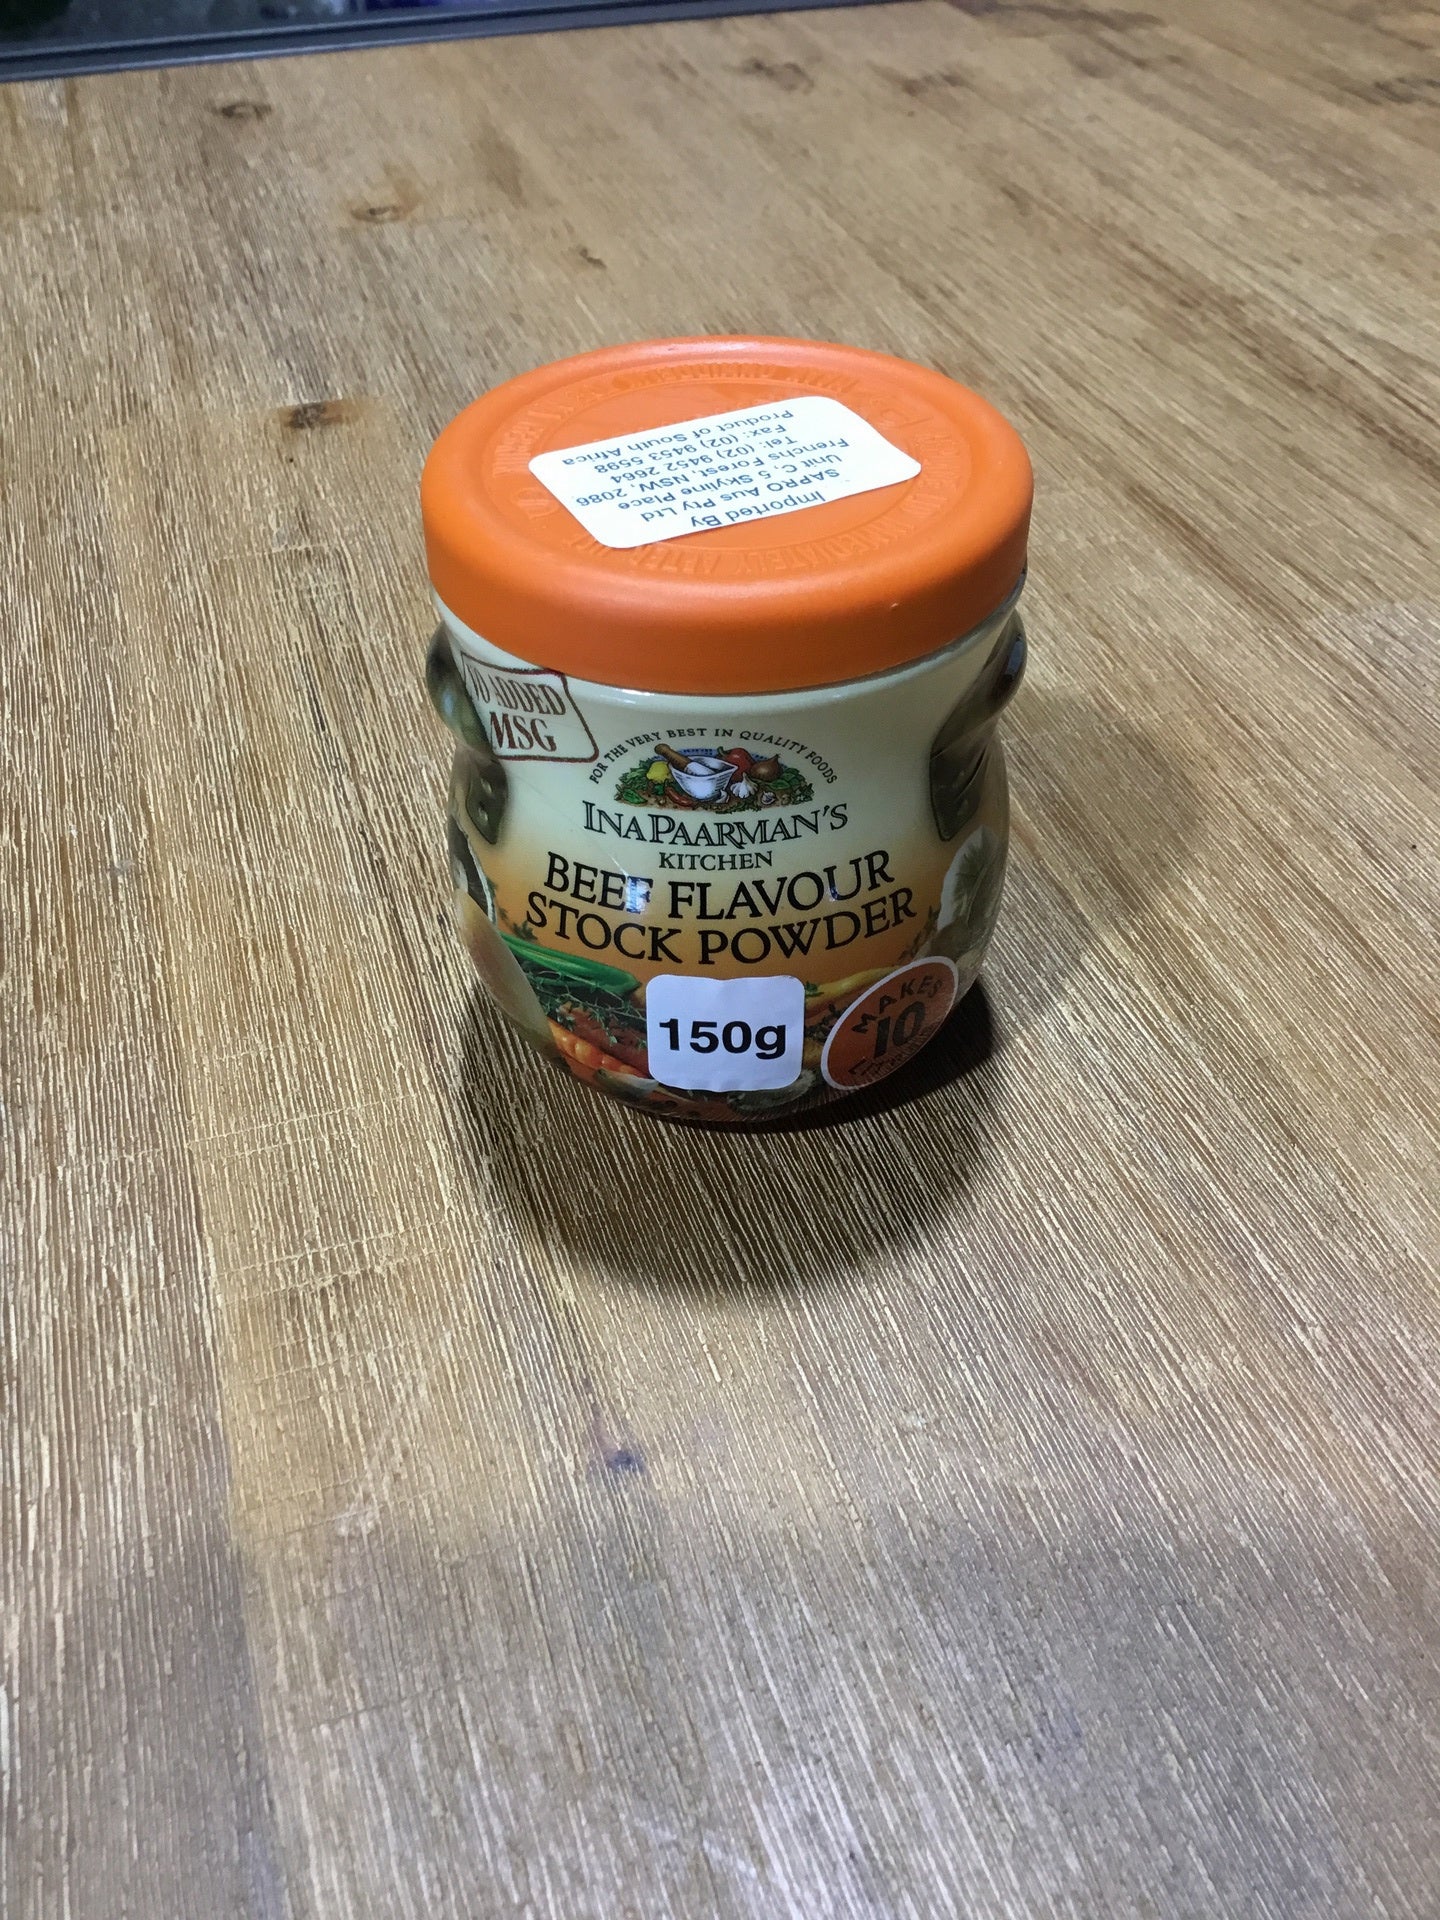 Imported By
SAPRO Aus Pty Ltd
Unit C, 5 Skyline Place
Frenchs Forest, NSW, 2086
Tel: (02) 9452 2664
Fax: (02) 9453 5598
Product of South Africa
ADDED
MSG
FOR THE VERY BEST IN QUALITY FOODS
INA PAARMAN'S
KITCHEN
BEEF FLAVOUR
STOCK POWDER
150g
MAKES
10